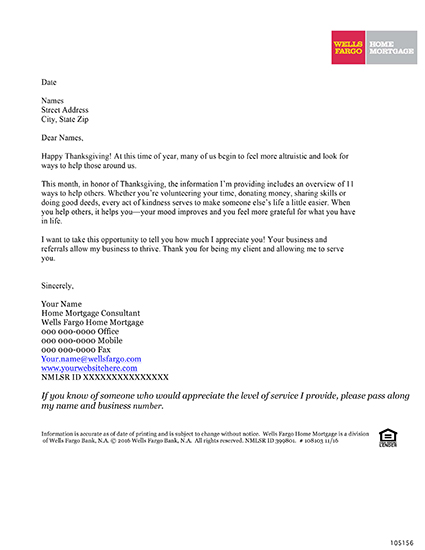 WELLS HOME
FARGO MORTGAGE
Date
Names
Street Address
City, State Zip
Dear Names,
Happy Thanksgiving! At this time of year, many of us begin to feel more altruistic and look for
ways to help those around us.
This month, in honor of Thanksgiving, the information I'm providing includes an overview of 11
ways to help others. Whether you're volunteering your time, donating money, sharing skills or
doing good deeds, every act of kindness serves to make someone else's life a little easier. When
you help others, it helps you—your mood improves and you feel more grateful for what you have
in life.
I want to take this opportunity to tell you how much I appreciate you! Your business and
referrals allow my business to thrive. Thank you for being my client and allowing me to serve
you.
Sincerely,
Your Name
Home Mortgage Consultant
Wells Fargo Home Mortgage
000 000-0000 Office
000 000-0000 Mobile
000 000-0000 Fax
Your.name@wellsfargo.com
www.yourwebsitehere.com
NMLSR ID XXXXXXXXXXXXXXX
If you know of someone who would appreciate the level of service I provide, please pass along
my name and business number.
Information is accurate as of date of printing and is subject to change without notice. Wells Fargo Home Mortgage is a division
of Wells Fargo Bank, N.A. © 2016 Wells Fargo Bank, N.A. All rights reserved. NMLSR ID 399801. # 108103 11/16
LENDER
105156